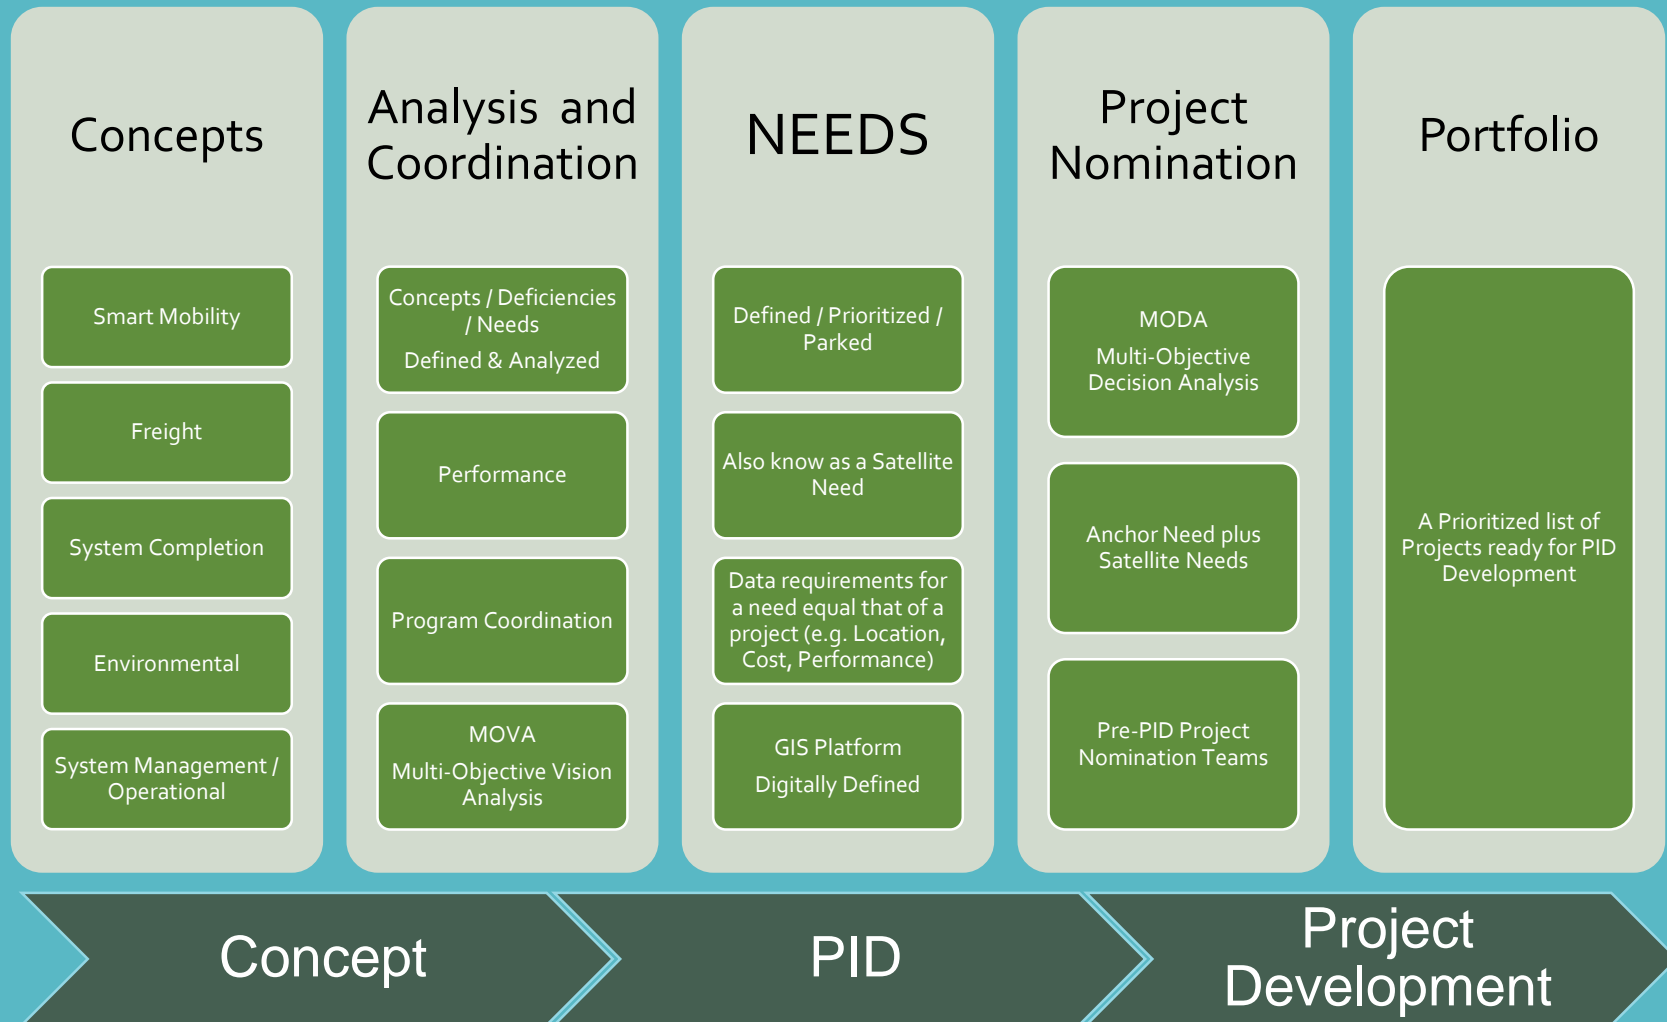 Concepts
Smart Mobility
Freight
System Completion
Environmental
System Management /
Operational
Analysis and
Coordination
Concepts / Deficiencies
/ Needs
Defined & Analyzed
Performance
Program Coordination
MOVA
Multi-Objective Vision
Analysis
NEEDS
Defined / Prioritized /
Parked
Also know as a Satellite
Need
Data requirements for
a need equal that of a
project (e.g. Location,
Cost, Performance)
GIS Platform
Digitally Defined
Project
Nomination
MODA
Multi-Objective
Decision Analysis
Anchor Need plus
Satellite Needs
Pre-PID Project
Nomination Teams
Portfolio
A Prioritized list of
Projects ready for PID
Development
Concept
PID
Project
Development